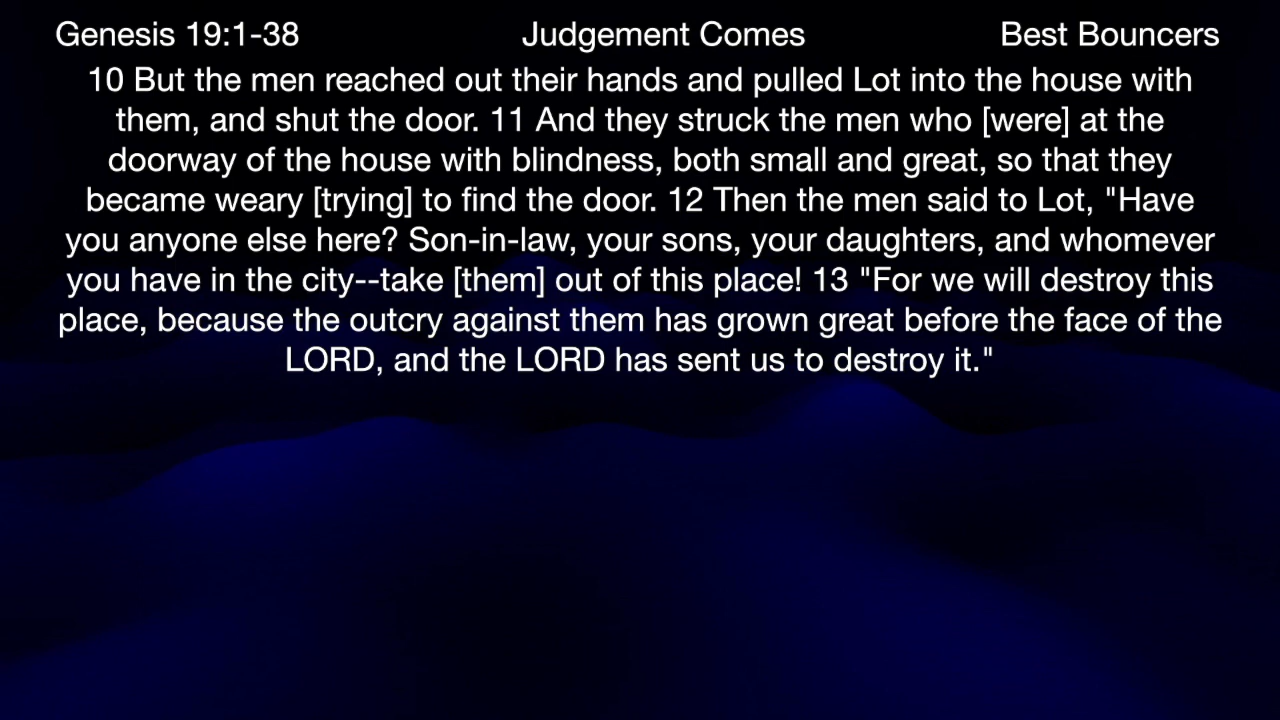 Genesis 19:1-38 Judgement Comes Best Bouncers
10 But the men reached out their hands and pulled Lot into the house with
them, and shut the door. 11 And they struck the men who [were] at the
doorway of the house with blindness, both small and great, so that they
became weary [trying] to find the door. 12 Then the men said to Lot, "Have
you anyone else here? Son-in-law, your sons, your daughters, and whomever
you have in the city--take [them] out of this place! 13 "For we will destroy this
place, because the outcry against them has grown great before the face of the
LORD, and the LORD has sent us to destroy it."